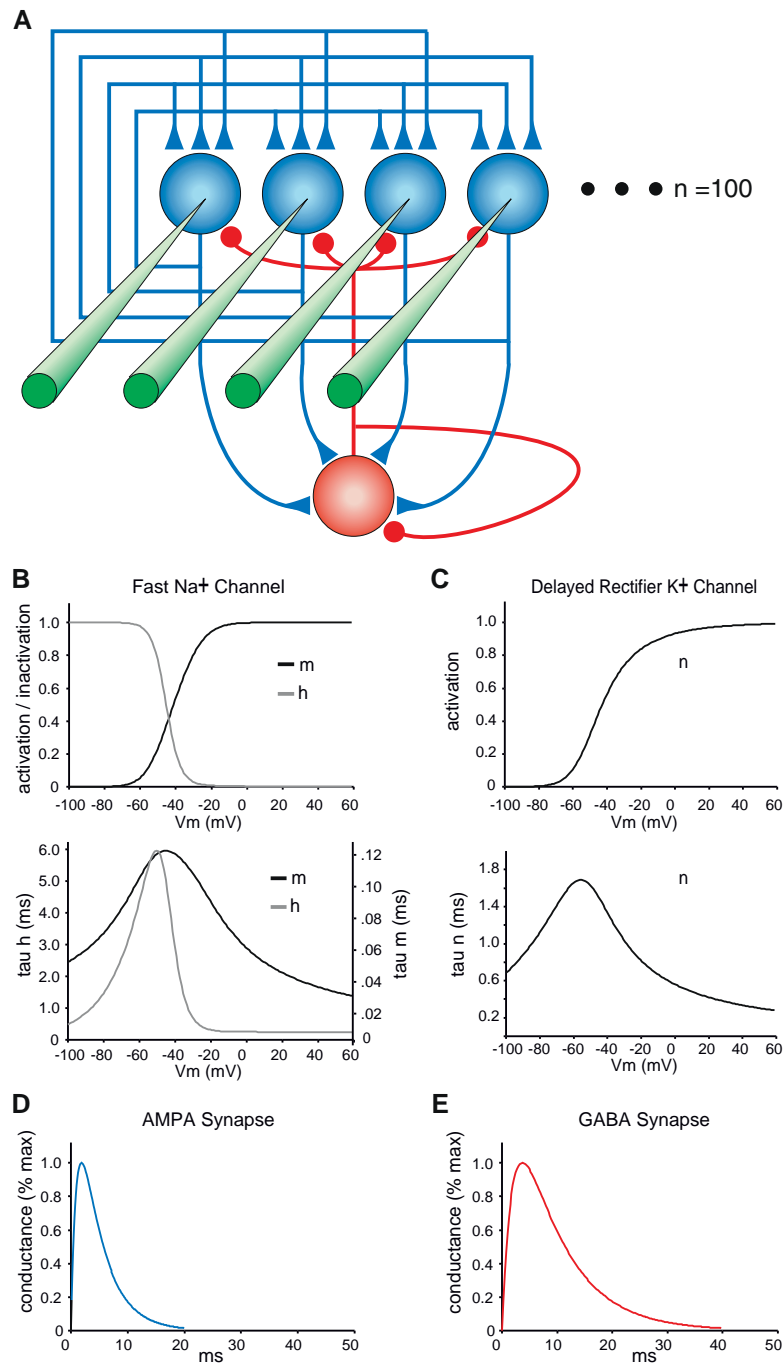 A
n =100
B
Fast Na+ Channel
activation / inactivation
1.0
0.8
0.6
0.4
0.2
0
m
h
-100 -80 -60 -40 -20 0 20 40 60
Vm (mV)
tau h (ms)
6.0
5.0
4.0
3.0
2.0
1.0
0
m
h
tau m (ms)
.12
.10
.08
.06
.04
.02
0
-100 -80 -60 -40 -20 0 20 40 60
Vm (mV)
C
Delayed Rectifier K+ Channel
activation
1.0
0.8
0.6
0.4
0.2
0
n
-100 -80 -60 -40 -20 0 20 40 60
Vm (mV)
tau n (ms)
1.8
1.4
1.0
0.6
0.2
n
-100 -80 -60 -40 -20 0 20 40 60
Vm (mV)
D
AMPA Synapse
conductance (% max)
1.0
0.8
0.6
0.4
0.2
0
0 10 20 30 40 50
ms
E
GABA Synapse
conductance (% max)
1.0
0.8
0.6
0.4
0.2
0
0 10 20 30 40 50
ms